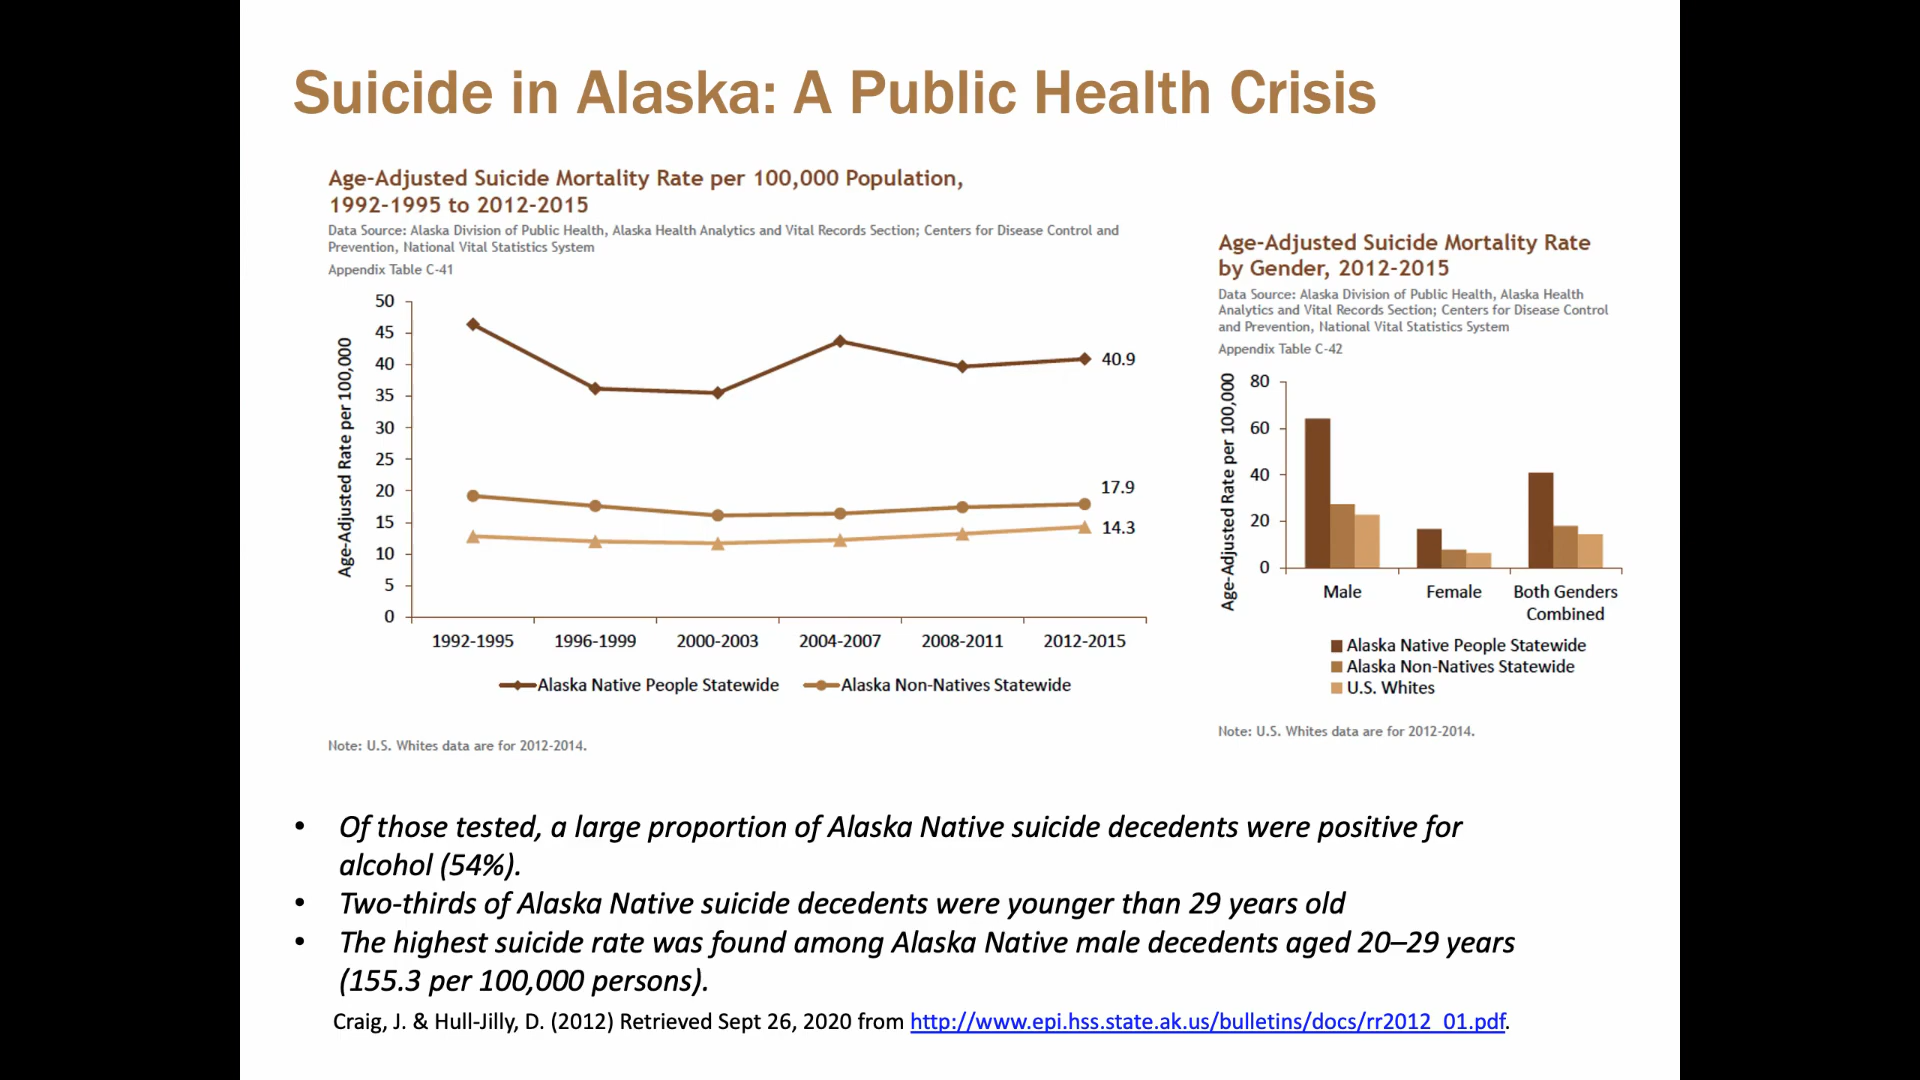 Suicide in Alaska: A Public Health Crisis
Age-Adjusted Suicide Mortality Rate per 100,000 Population,
1992-1995 to 2012-2015
Data Source: Alaska Division of Public Health, Alaska Health Analytics and Vital Records Section; Centers for Disease Control and
Prevention, National Vital Statistics System
Appendix Table C-41
Age-Adjusted Rate per 100,000
50
45
40
35
30
25
20
15
10
5
0
40.9
17.9
14.3
1992-1995 1996-1999 2000-2003 2004-2007 2008-2011 2012-2015
Alaska Native People Statewide Alaska Non-Natives Statewide
Note: U.S. Whites data are for 2012-2014.
Age-Adjusted Suicide Mortality Rate
by Gender, 2012-2015
Data Source: Alaska Division of Public Health, Alaska Health
Analytics and Vital Records Section; Centers for Disease Control
and Prevention, National Vital Statistics System
Appendix Table C-42
Age-Adjusted Rate per 100,000
80
60
40
20
0
Male Female Both Genders
Combined
Alaska Native People Statewide
Alaska Non-Natives Statewide
U.S. Whites
Note: U.S. Whites data are for 2012-2014.
• Of those tested, a large proportion of Alaska Native suicide decedents were positive for
alcohol (54%).
• Two-thirds of Alaska Native suicide decedents were younger than 29 years old
• The highest suicide rate was found among Alaska Native male decedents aged 20–29 years
(155.3 per 100,000 persons).
Craig, J. & Hull-Jilly, D. (2012) Retrieved Sept 26, 2020 from http://www.epi.hss.state.ak.us/bulletins/docs/rr2012_01.pdf.